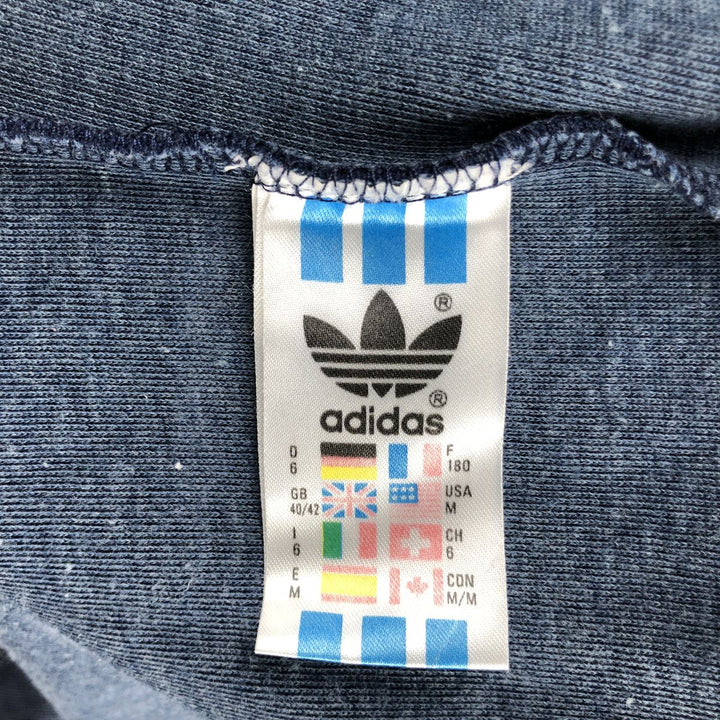 ®
adidas®
D F
6 180
GB USA
40/42 M
I CH
6 6
E CDN
M M/M